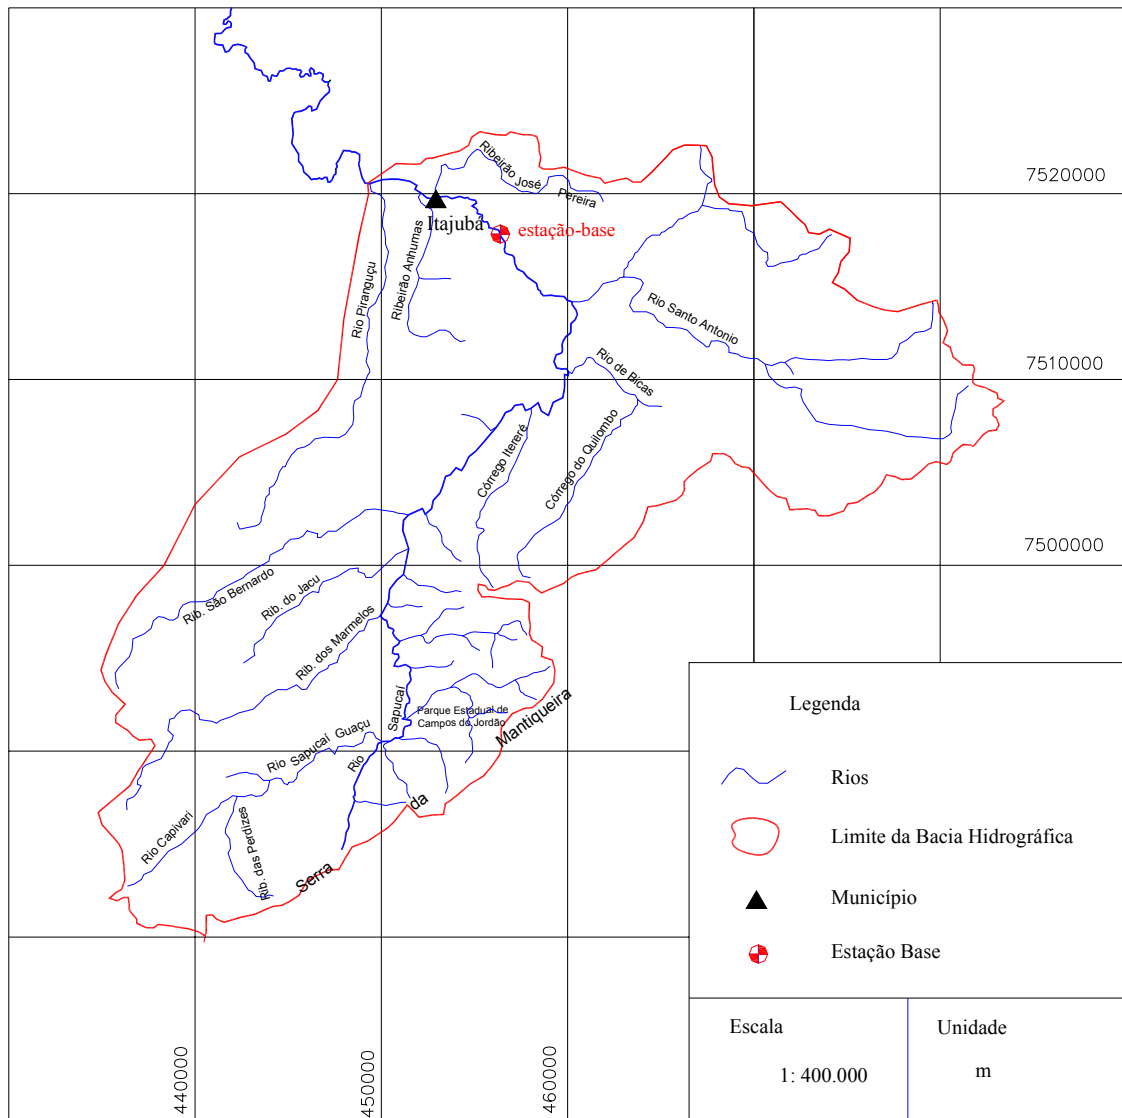 Ribeirão José Pereira
7520000
Itajubá
estação-base
Ribeirão Anhumas
Rio Piranguçu
Rio Santo Antonio
Rio de Bicas
7510000
Córrego Itereré
Córrego do Quilombo
7500000
Rib. São Bernardo
Rib. do Jacu
Rib. dos Marmelos
Rio Sapucaí
Parque Estadual de
Campos do Jordão
Serra da Mantiqueira
Rio Sapucaí Guaçu
Rio Capivari
Rib. das Perdizes
440000
450000
460000
Legenda
Rios
Limite da Bacia Hidrográfica
Município
Estação Base
Escala
1: 400.000
Unidade
m